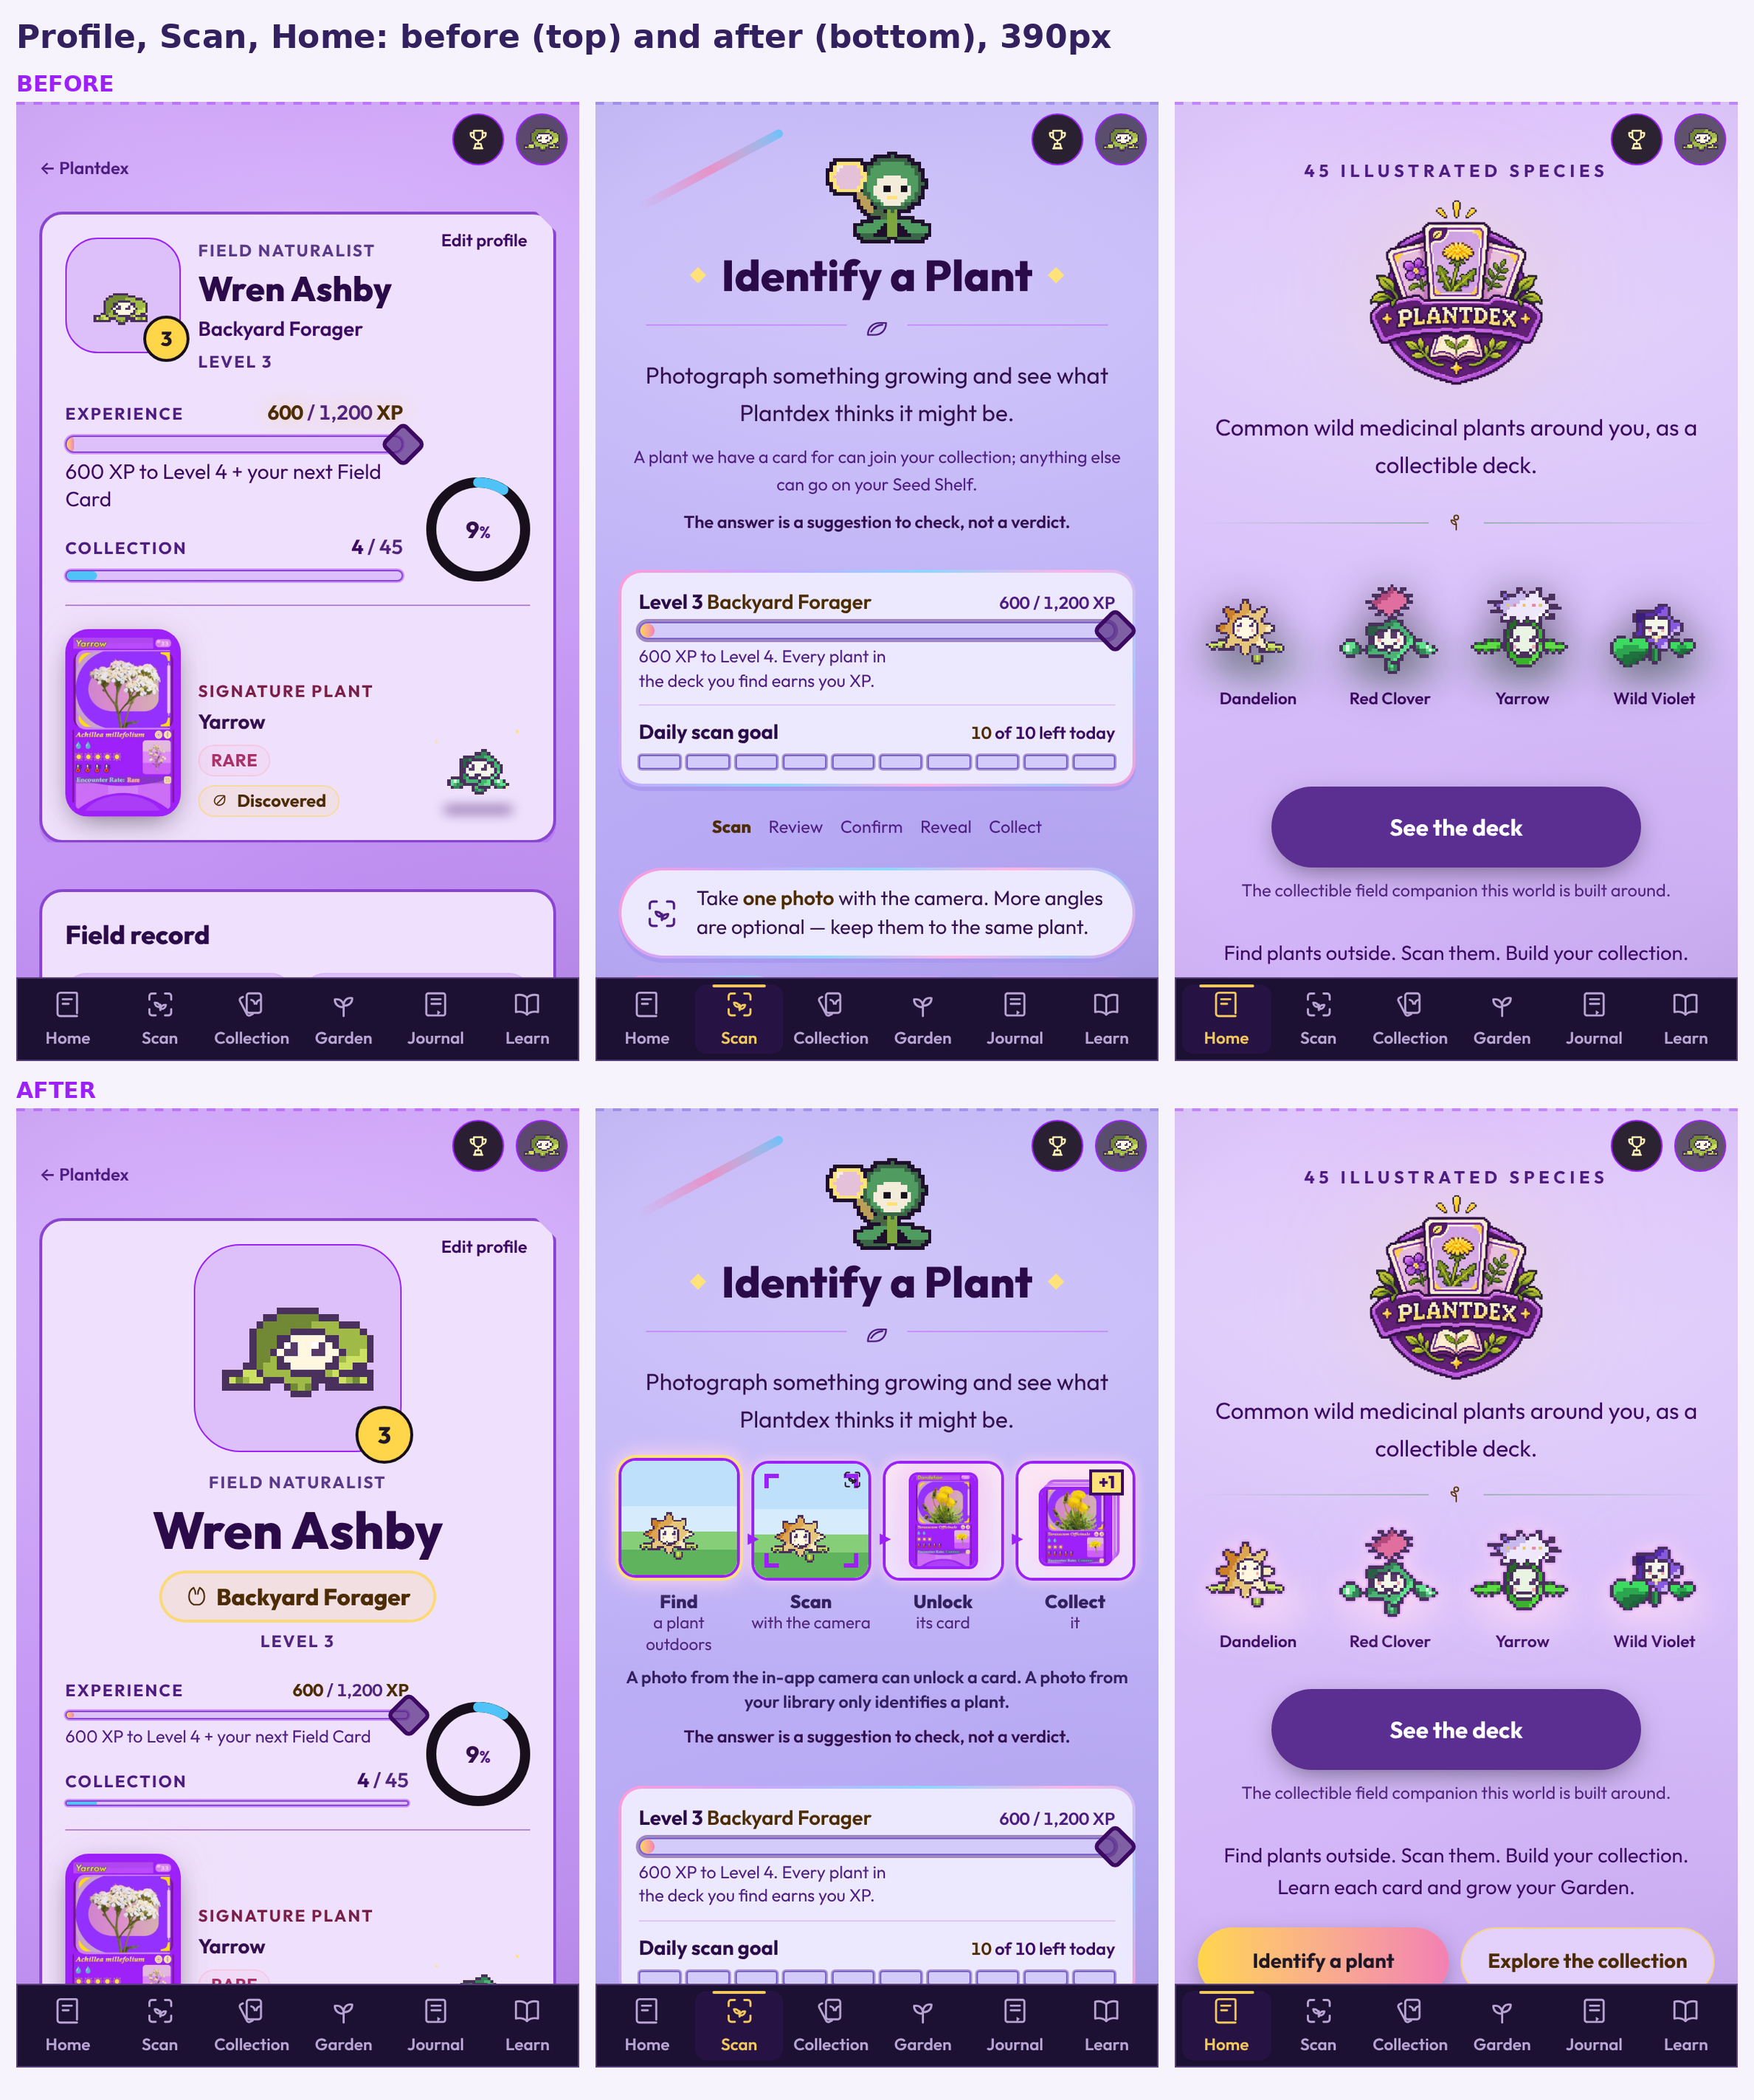 Profile, Scan, Home: before (top) and after (bottom), 390px
BEFORE
← Plantdex
Edit profile
FIELD NATURALIST
Wren Ashby
Backyard Forager
LEVEL 3
3
EXPERIENCE
600 / 1,200 XP
600 XP to Level 4 + your next Field
Card
COLLECTION
4 / 45
9%
Yarrow
Achillea millefolium
Encounter Rate: Rare
SIGNATURE PLANT
Yarrow
RARE
Discovered
Field record
Home
Scan
Collection
Garden
Journal
Learn
Identify a Plant
Photograph something growing and see what
Plantdex thinks it might be.
A plant we have a card for can join your collection; anything else
can go on your Seed Shelf.
The answer is a suggestion to check, not a verdict.
Level 3 Backyard Forager
600 / 1,200 XP
600 XP to Level 4. Every plant in
the deck you find earns you XP.
Daily scan goal
10 of 10 left today
Scan
Review
Confirm
Reveal
Collect
Take one photo with the camera. More angles
are optional — keep them to the same plant.
Home
Scan
Collection
Garden
Journal
Learn
45 ILLUSTRATED SPECIES
PLANTDEX
Common wild medicinal plants around you, as a
collectible deck.
Dandelion
Red Clover
Yarrow
Wild Violet
See the deck
The collectible field companion this world is built around.
Find plants outside. Scan them. Build your collection.
Home
Scan
Collection
Garden
Journal
Learn
AFTER
← Plantdex
Edit profile
3
FIELD NATURALIST
Wren Ashby
Backyard Forager
LEVEL 3
EXPERIENCE
600 / 1,200 XP
600 XP to Level 4 + your next Field Card
COLLECTION
4 / 45
9%
Yarrow
Achillea millefolium
SIGNATURE PLANT
Yarrow
RARE
Home
Scan
Collection
Garden
Journal
Learn
Identify a Plant
Photograph something growing and see what
Plantdex thinks it might be.
+1
Find
a plant
outdoors
Scan
with the camera
Unlock
its card
Collect
it
A photo from the in-app camera can unlock a card. A photo from
your library only identifies a plant.
The answer is a suggestion to check, not a verdict.
Level 3 Backyard Forager
600 / 1,200 XP
600 XP to Level 4. Every plant in
the deck you find earns you XP.
Daily scan goal
10 of 10 left today
Home
Scan
Collection
Garden
Journal
Learn
45 ILLUSTRATED SPECIES
PLANTDEX
Common wild medicinal plants around you, as a
collectible deck.
Dandelion
Red Clover
Yarrow
Wild Violet
See the deck
The collectible field companion this world is built around.
Find plants outside. Scan them. Build your collection.
Learn each card and grow your Garden.
Identify a plant
Explore the collection
Home
Scan
Collection
Garden
Journal
Learn